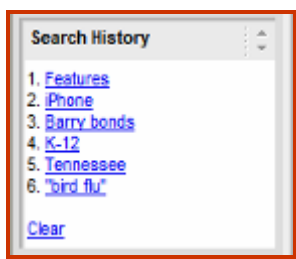 Search History
1. Features
2. iPhone
3. Barry bonds
4. K-12
5. Tennessee
6. "bird flu"
Clear